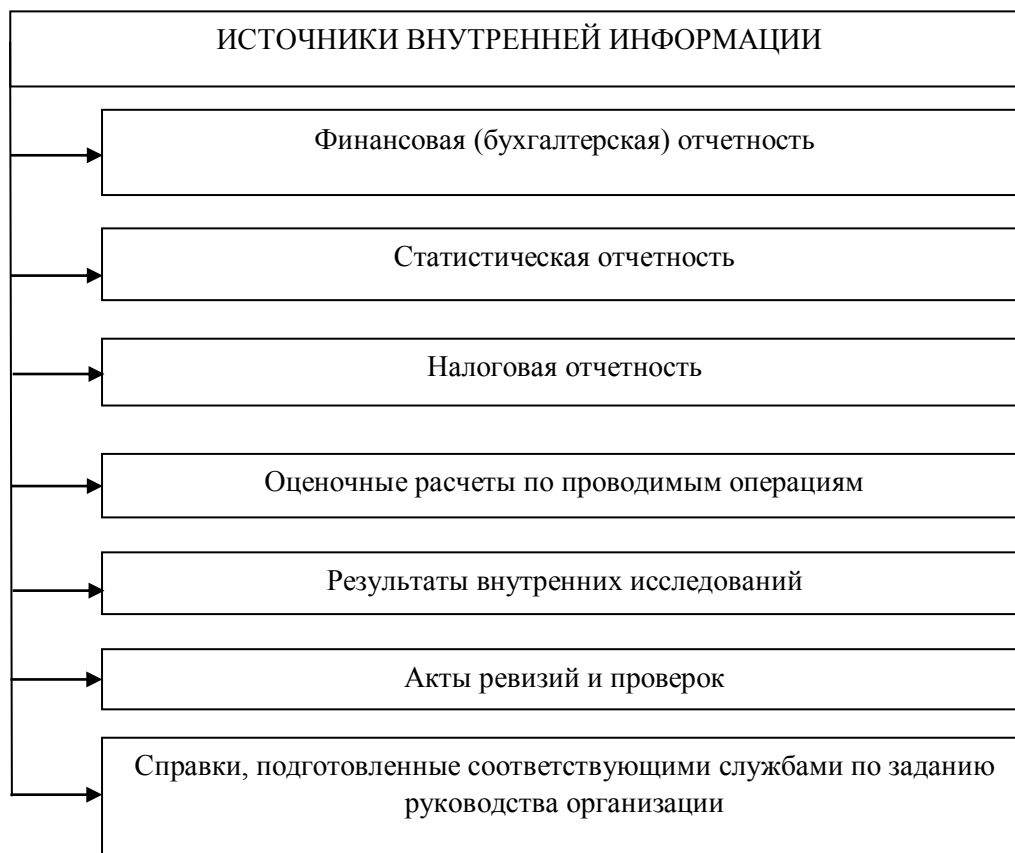 ИСТОЧНИКИ ВНУТРЕННЕЙ ИНФОРМАЦИИ
Финансовая (бухгалтерская) отчетность
Статистическая отчетность
Налоговая отчетность
Оценочные расчеты по проводимым операциям
Результаты внутренних исследований
Акты ревизий и проверок
Справки, подготовленные соответствующими службами по заданию
руководства организации